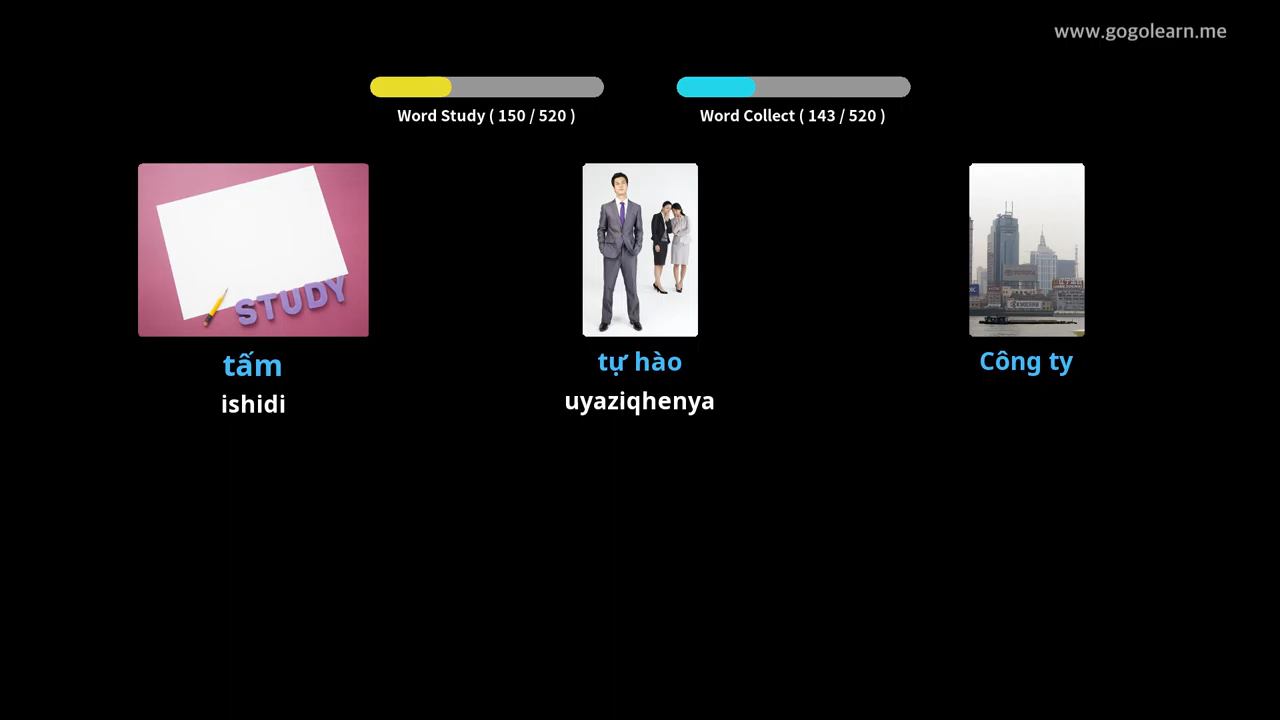 www.gogolearn.me
Word Study ( 150 / 520 )
Word Collect ( 143 / 520 )
STUDY
TOYOTA
tấm
tự hào
Công ty
ishidi
uyaziqhenya